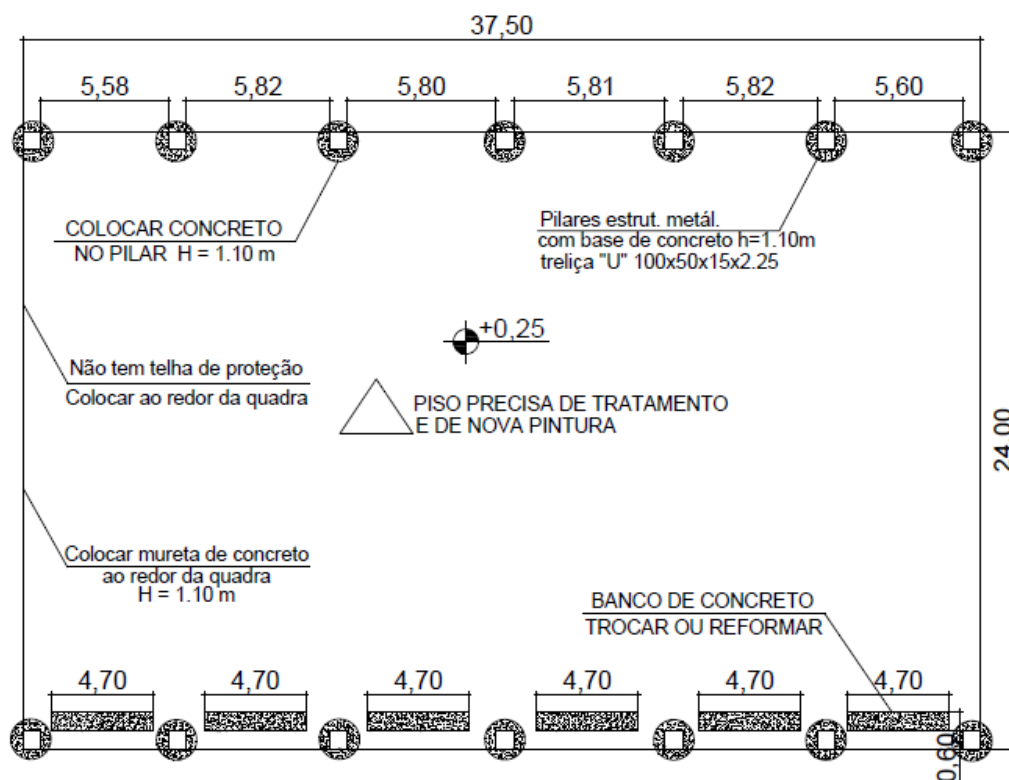 37,50
5,58 5,82 5,80 5,81 5,82 5,60
COLOCAR CONCRETO
NO PILAR H = 1.10 m
Pilares estrut. metál.
com base de concreto h=1.10m
treliça "U" 100x50x15x2.25
+0,25
Não tem telha de proteção
Colocar ao redor da quadra
PISO PRECISA DE TRATAMENTO
E DE NOVA PINTURA
24,00
Colocar mureta de concreto
ao redor da quadra
H = 1.10 m
BANCO DE CONCRETO
TROCAR OU REFORMAR
4,70 4,70 4,70 4,70 4,70 4,70
0,60